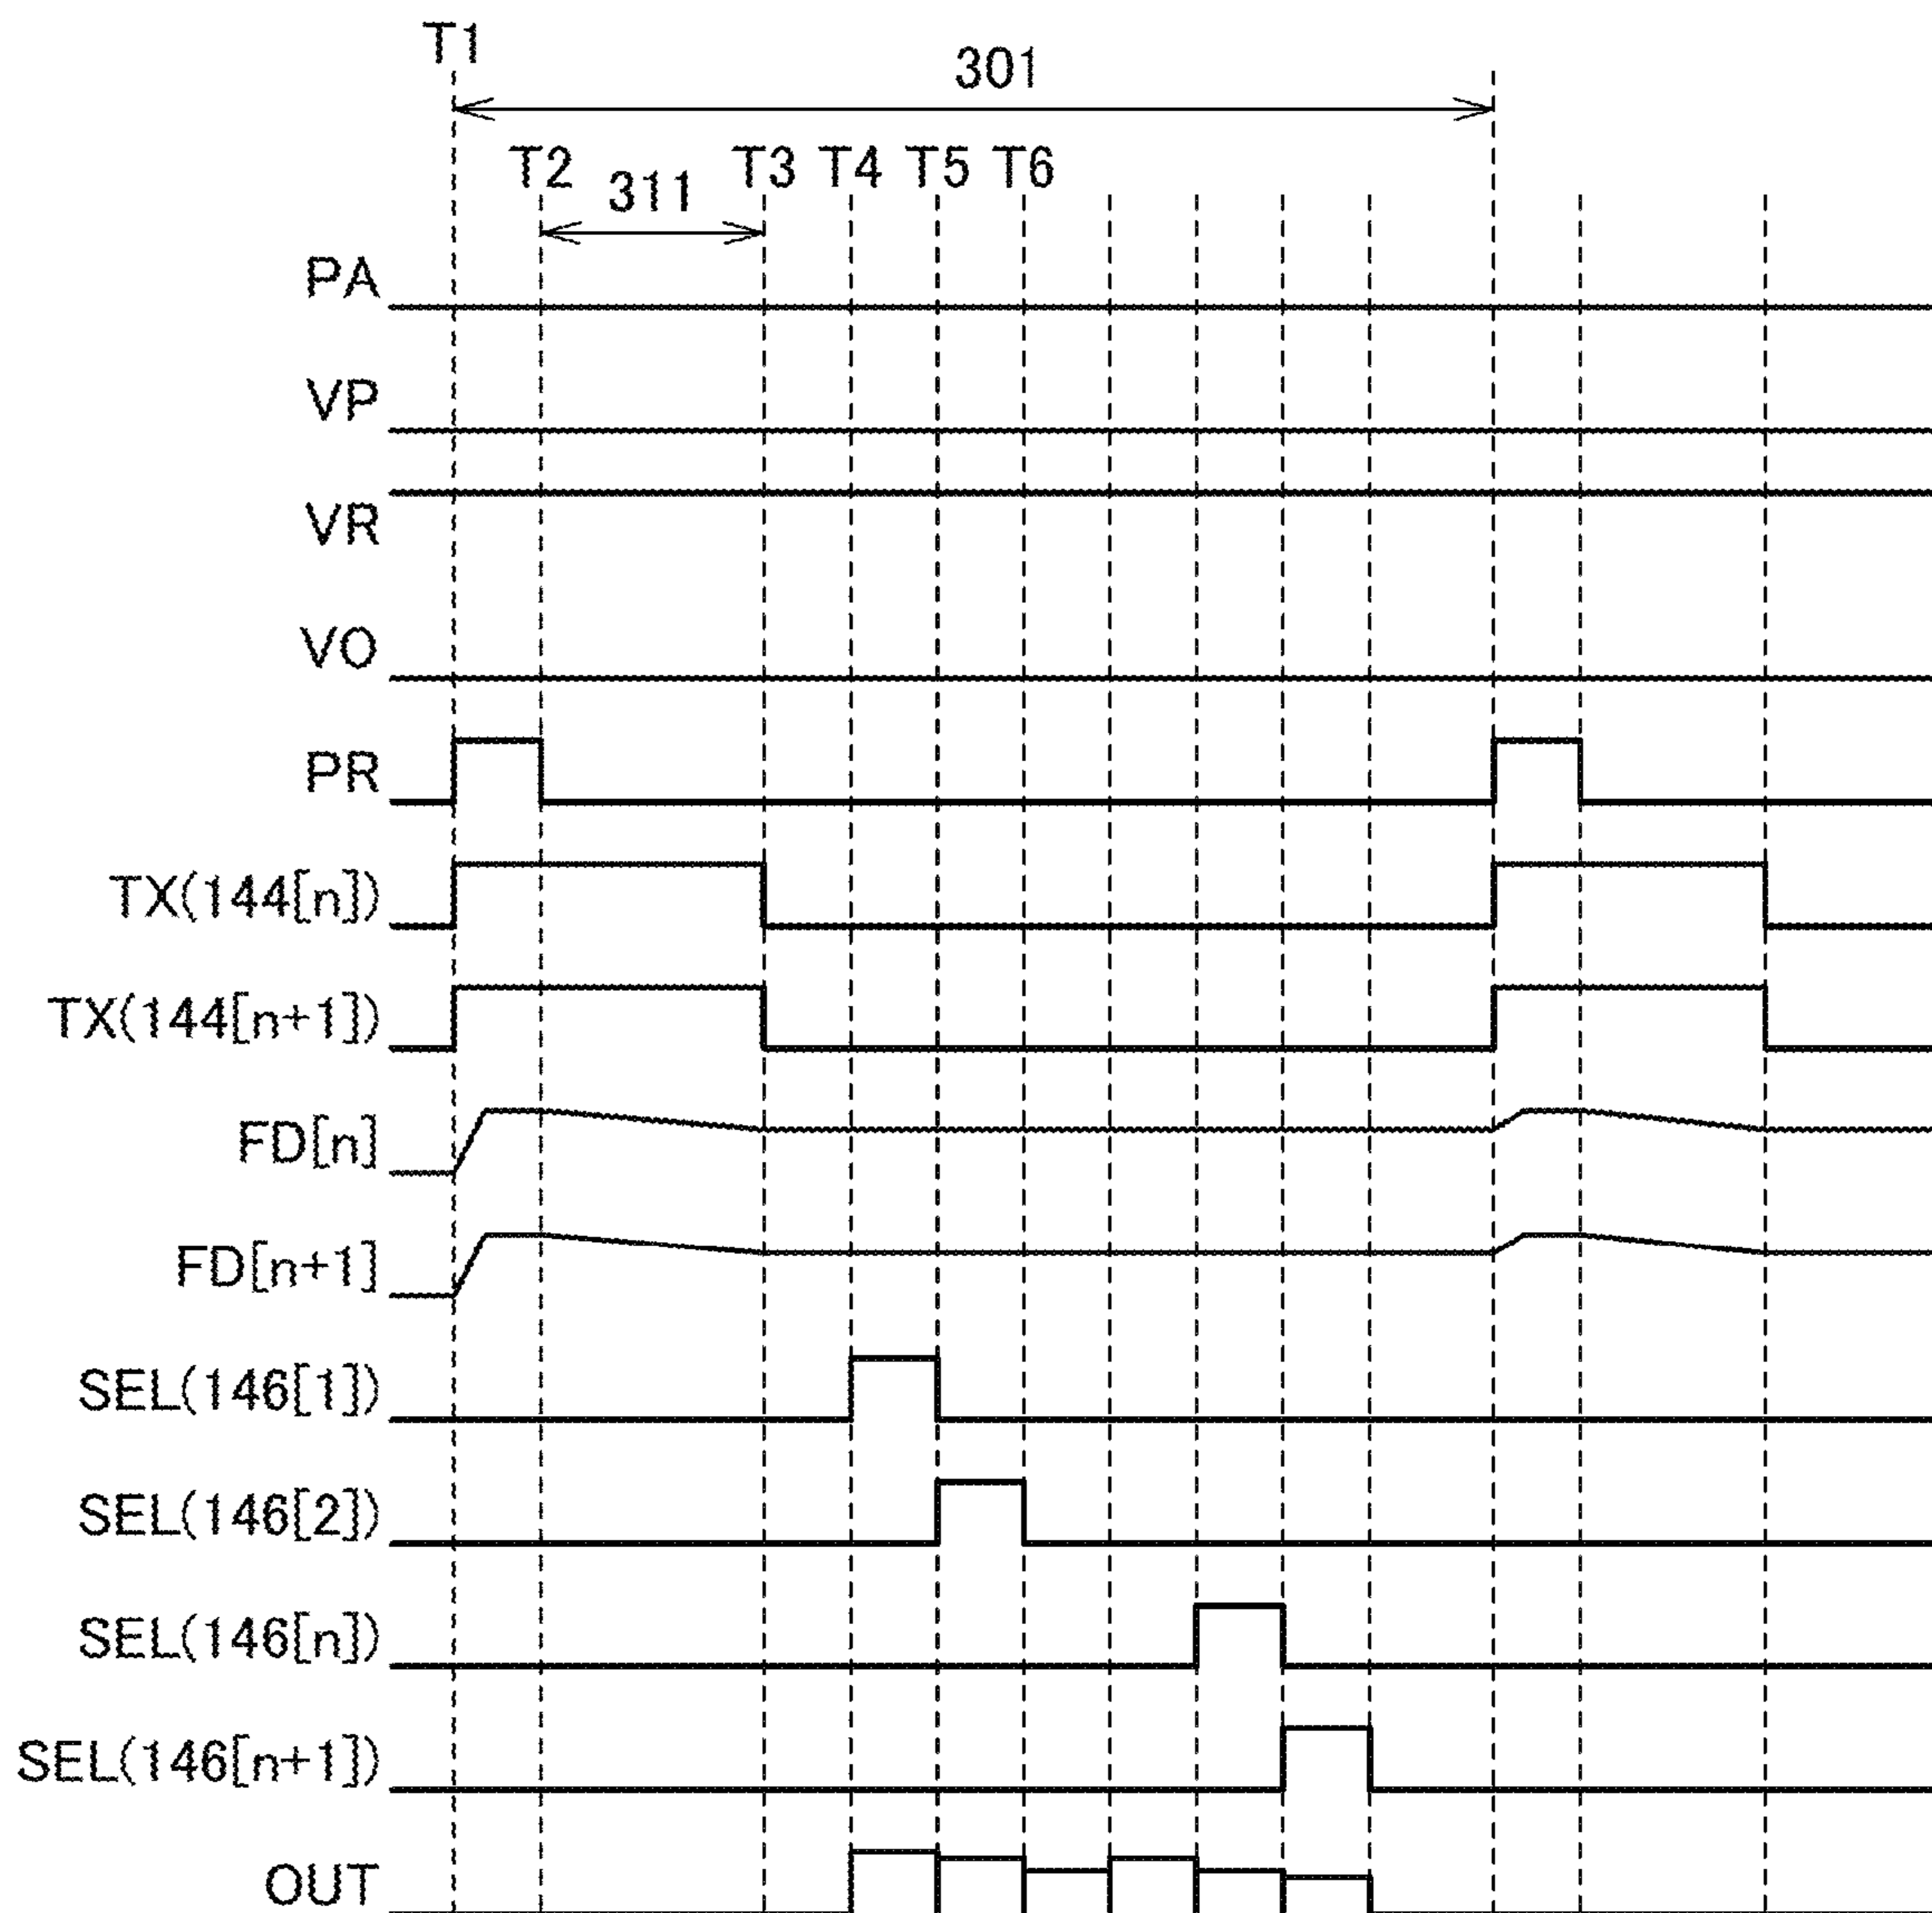 T1
301
T2
311
T3
T4
T5
T6
PA
VP
VR
VO
PR
TX(144[n])
TX(144[n+1])
FD[n]
FD[n+1]
SEL(146[1])
SEL(146[2])
SEL(146[n])
SEL(146[n+1])
OUT